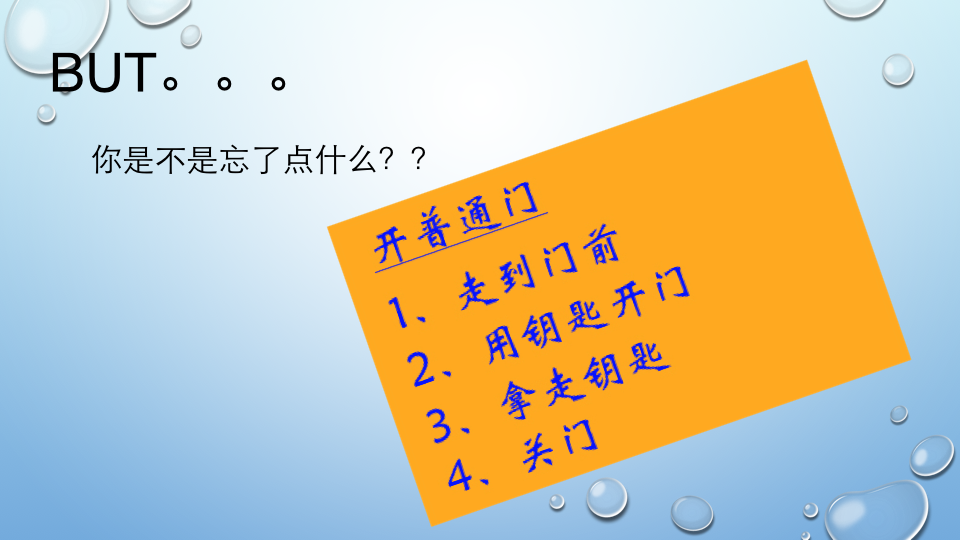 BUT。。。
你是不是忘了点什么？？
开普通门
1、走到门前
2、用钥匙开门
3、拿走钥匙
4、关门